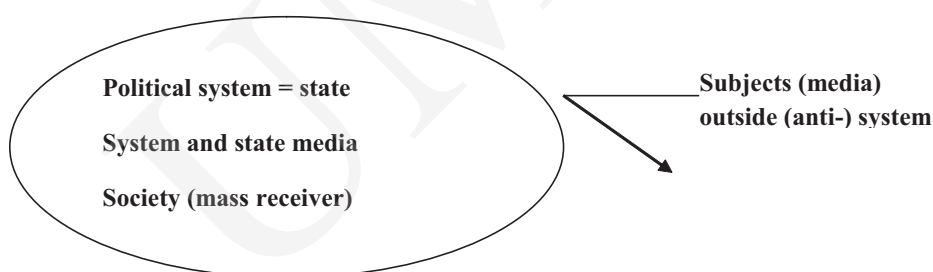 Political system = state
System and state media
Society (mass receiver)
Subjects (media)
outside (anti-) system